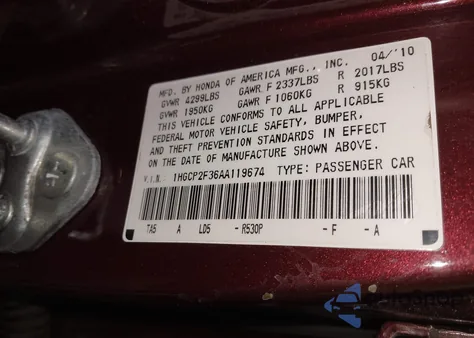 MFD. BY HONDA OF AMERICA MFG., INC. 04/'10
GVWR 4299LBS GAWR F 2337LBS R 2017LBS
GVWR 1950KG GAWR F 1060KG R 915KG
THIS VEHICLE CONFORMS TO ALL APPLICABLE
FEDERAL MOTOR VEHICLE SAFETY, BUMPER,
AND THEFT PREVENTION STANDARDS IN EFFECT
ON THE DATE OF MANUFACTURE SHOWN ABOVE.
V.I.N. 1HGCP2F36AA119674 TYPE: PASSENGER CAR
TA5 A LD5 - R530P - F - A